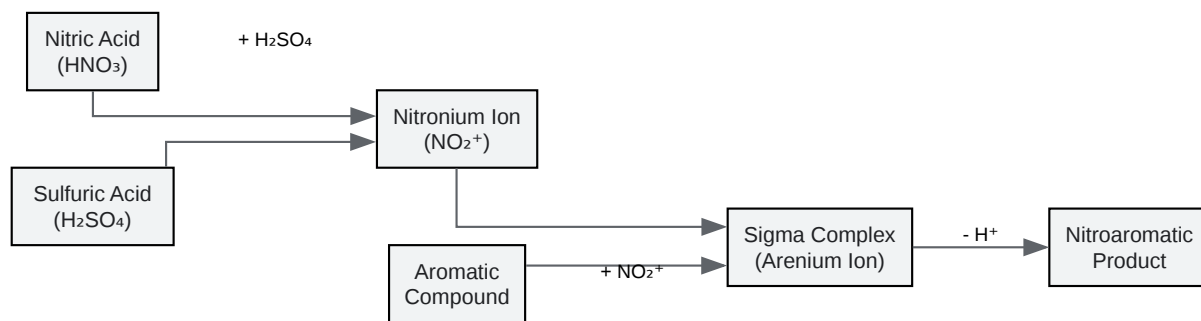 Nitric Acid
(HNO₃)
+ H₂SO₄
Nitronium Ion
(NO₂⁺)
Sulfuric Acid
(H₂SO₄)
Sigma Complex
(Arenium Ion)
- H⁺
Nitroaromatic
Product
Aromatic
Compound
+ NO₂⁺